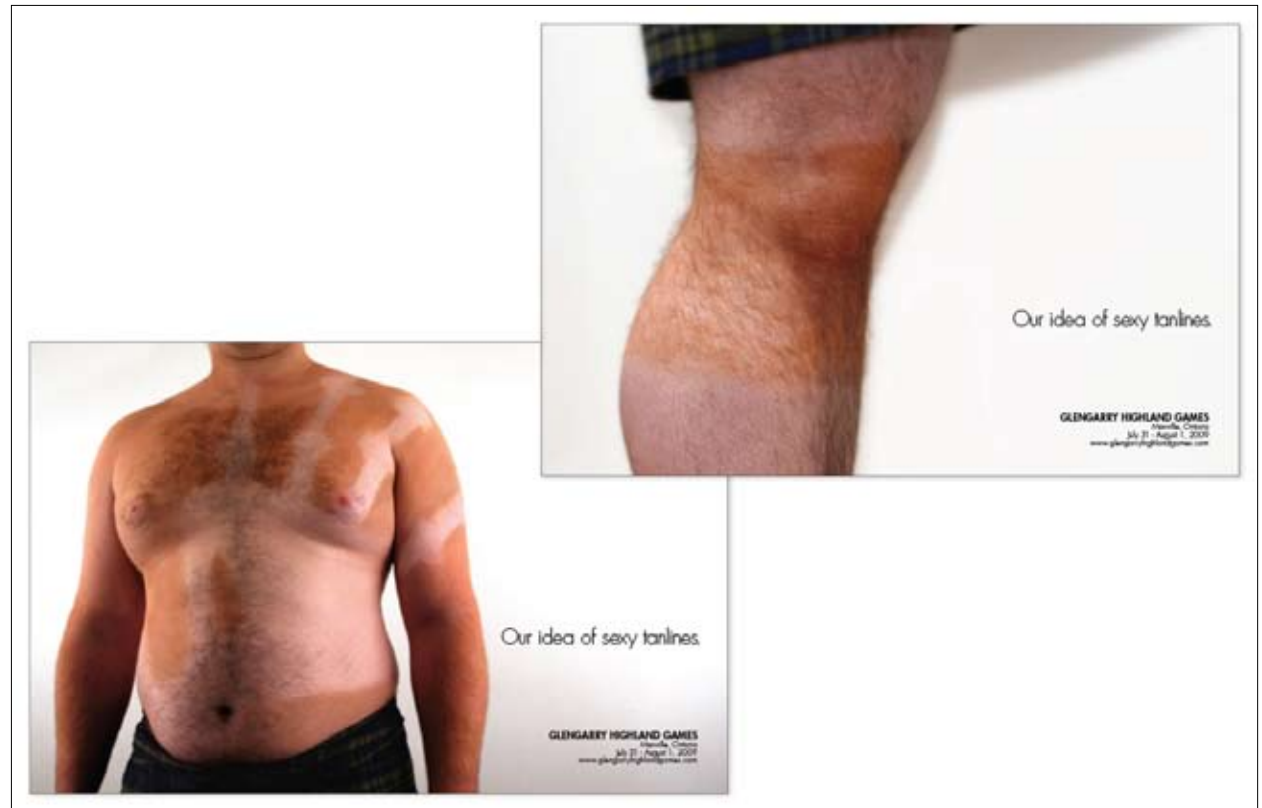 Our idea of sexy tanlines.
GLENGARRY HIGHLAND GAMES
Maxville, Ontario
July 31 - August 1, 2009
www.glengarryhighlandgames.com
Our idea of sexy tanlines.
GLENGARRY HIGHLAND GAMES
Maxville, Ontario
July 31 - August 1, 2009
www.glengarryhighlandgames.com